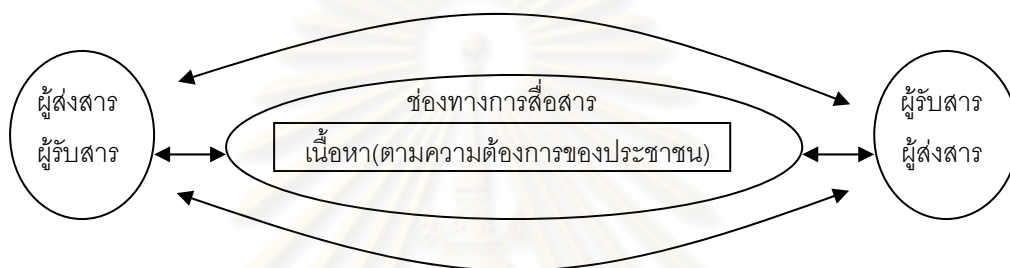 ผู้ส่งสาร
ผู้รับสาร
ช่องทางการสื่อสาร
เนื้อหา(ตามความต้องการของประชาชน)
ผู้รับสาร
ผู้ส่งสาร